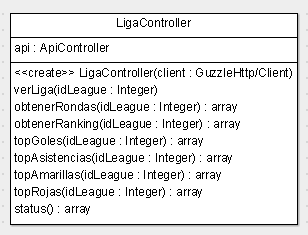 LigaController
api : ApiController
<<create>> LigaController(client : GuzzleHttp/Client)
verLiga(idLeague : Integer)
obtenerRondas(idLeague : Integer) : array
obtenerRanking(idLeague : Integer) : array
topGoles(idLeague : Integer) : array
topAsistencias(idLeague : Integer) : array
topAmarillas(idLeague : Integer) : array
topRojas(idLeague : Integer) : array
status() : array